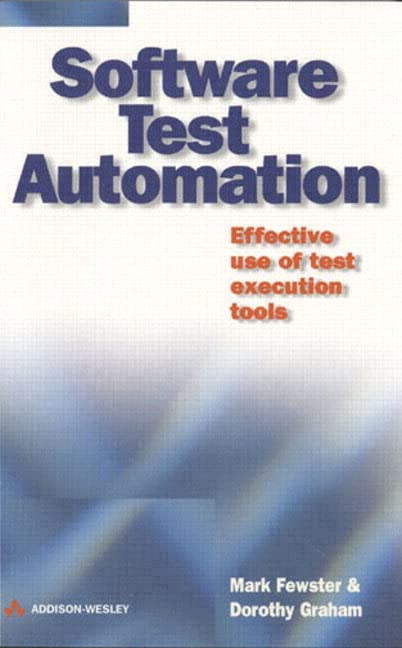 Software
Test
Automation
Effective
use of test
execution
tools
Mark Fewster &
Dorothy Graham
ADDISON-WESLEY